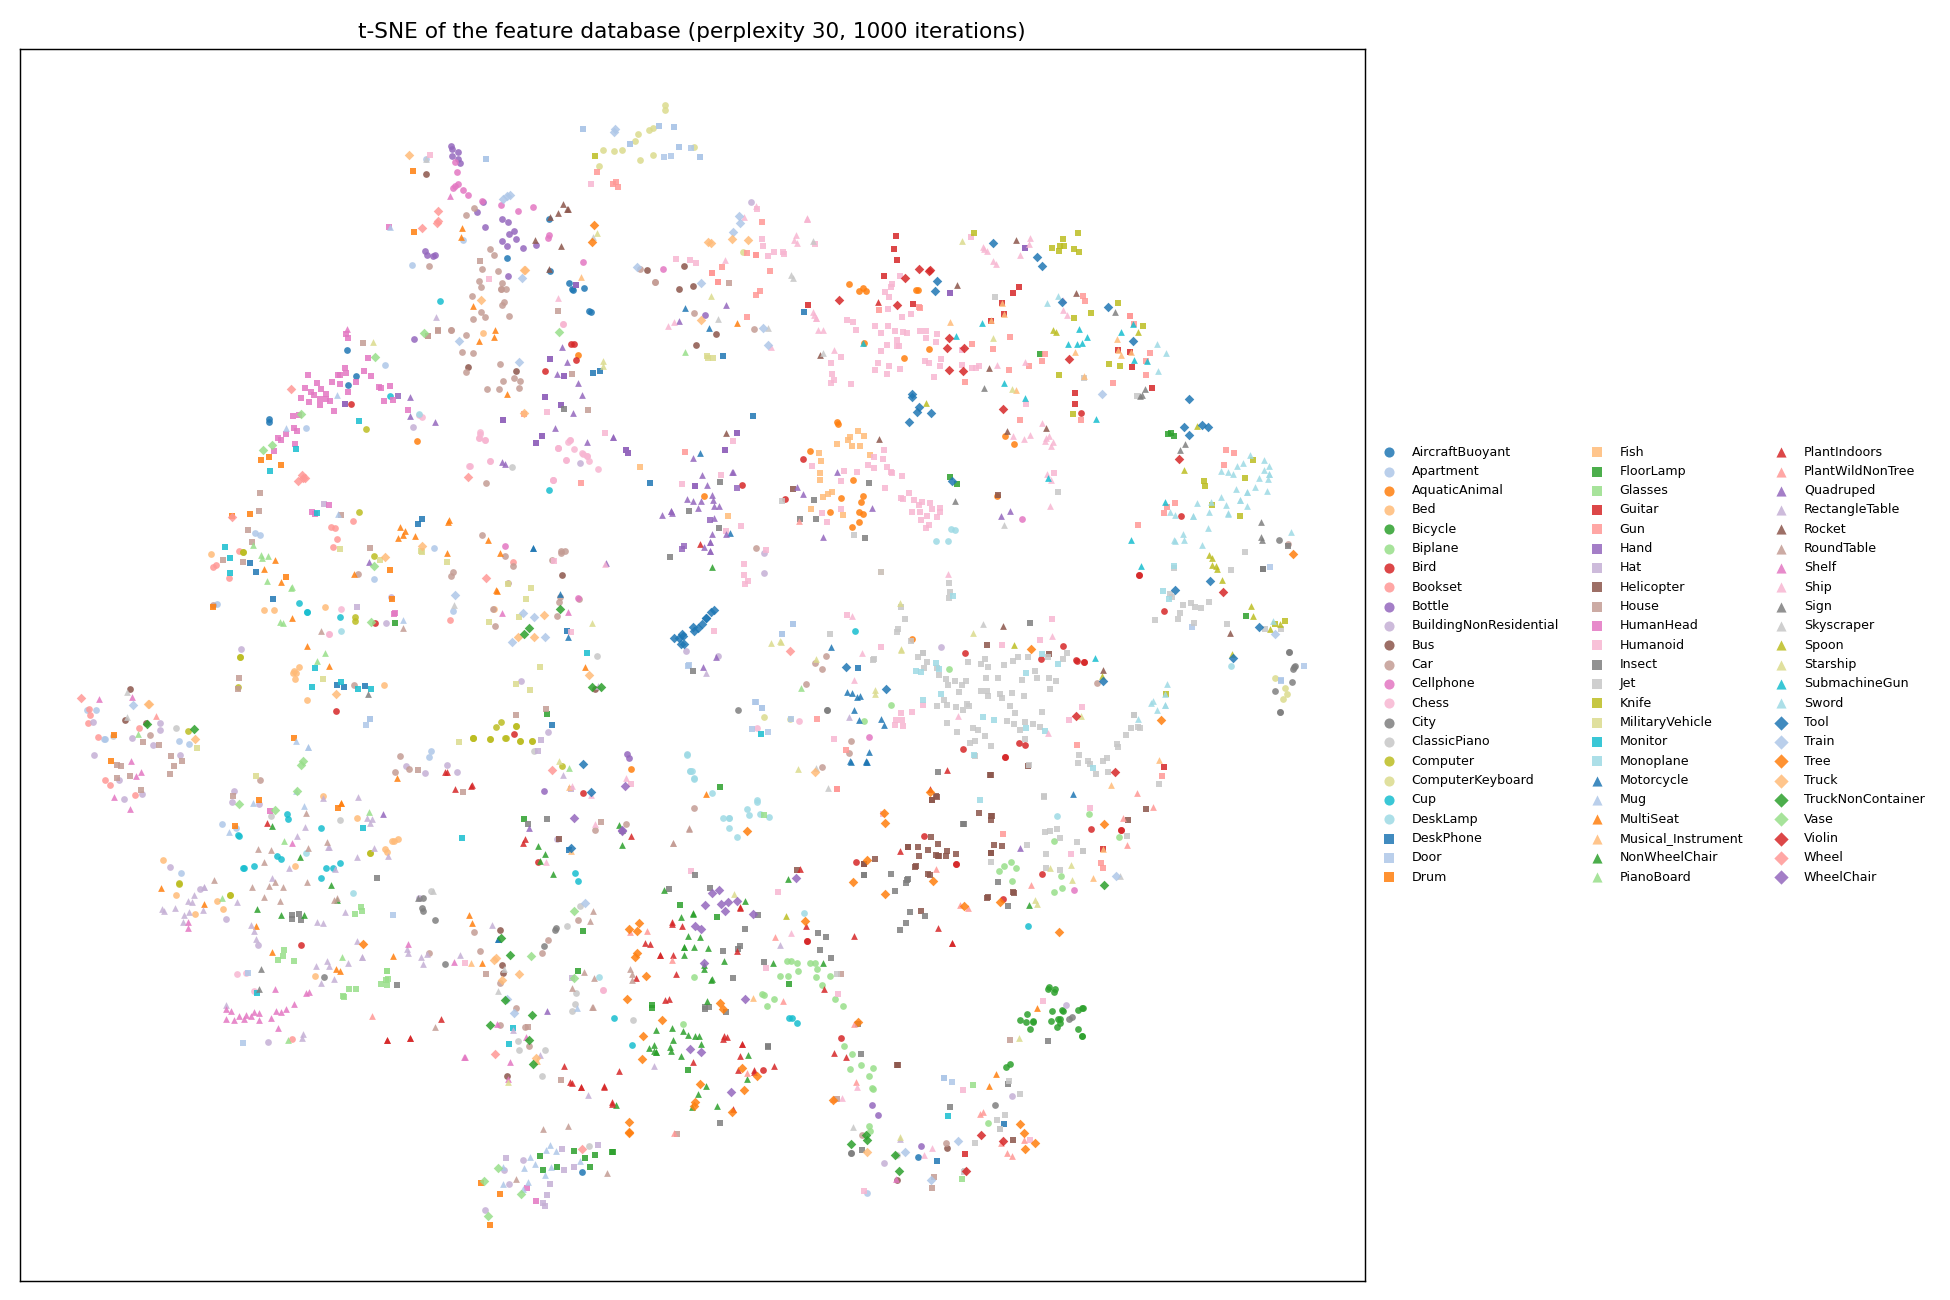 t-SNE of the feature database (perplexity 30, 1000 iterations)
AircraftBuoyant
Apartment
AquaticAnimal
Bed
Bicycle
Biplane
Bird
Bookset
Bottle
BuildingNonResidential
Bus
Car
Cellphone
Chess
City
ClassicPiano
Computer
ComputerKeyboard
Cup
DeskLamp
DeskPhone
Door
Drum
Fish
FloorLamp
Glasses
Guitar
Gun
Hand
Hat
Helicopter
House
HumanHead
Humanoid
Insect
Jet
Knife
MilitaryVehicle
Monitor
Monoplane
Motorcycle
Mug
MultiSeat
Musical_Instrument
NonWheelChair
PianoBoard
PlantIndoors
PlantWildNonTree
Quadruped
RectangleTable
Rocket
RoundTable
Shelf
Ship
Sign
Skyscraper
Spoon
Starship
SubmachineGun
Sword
Tool
Train
Tree
Truck
TruckNonContainer
Vase
Violin
Wheel
WheelChair